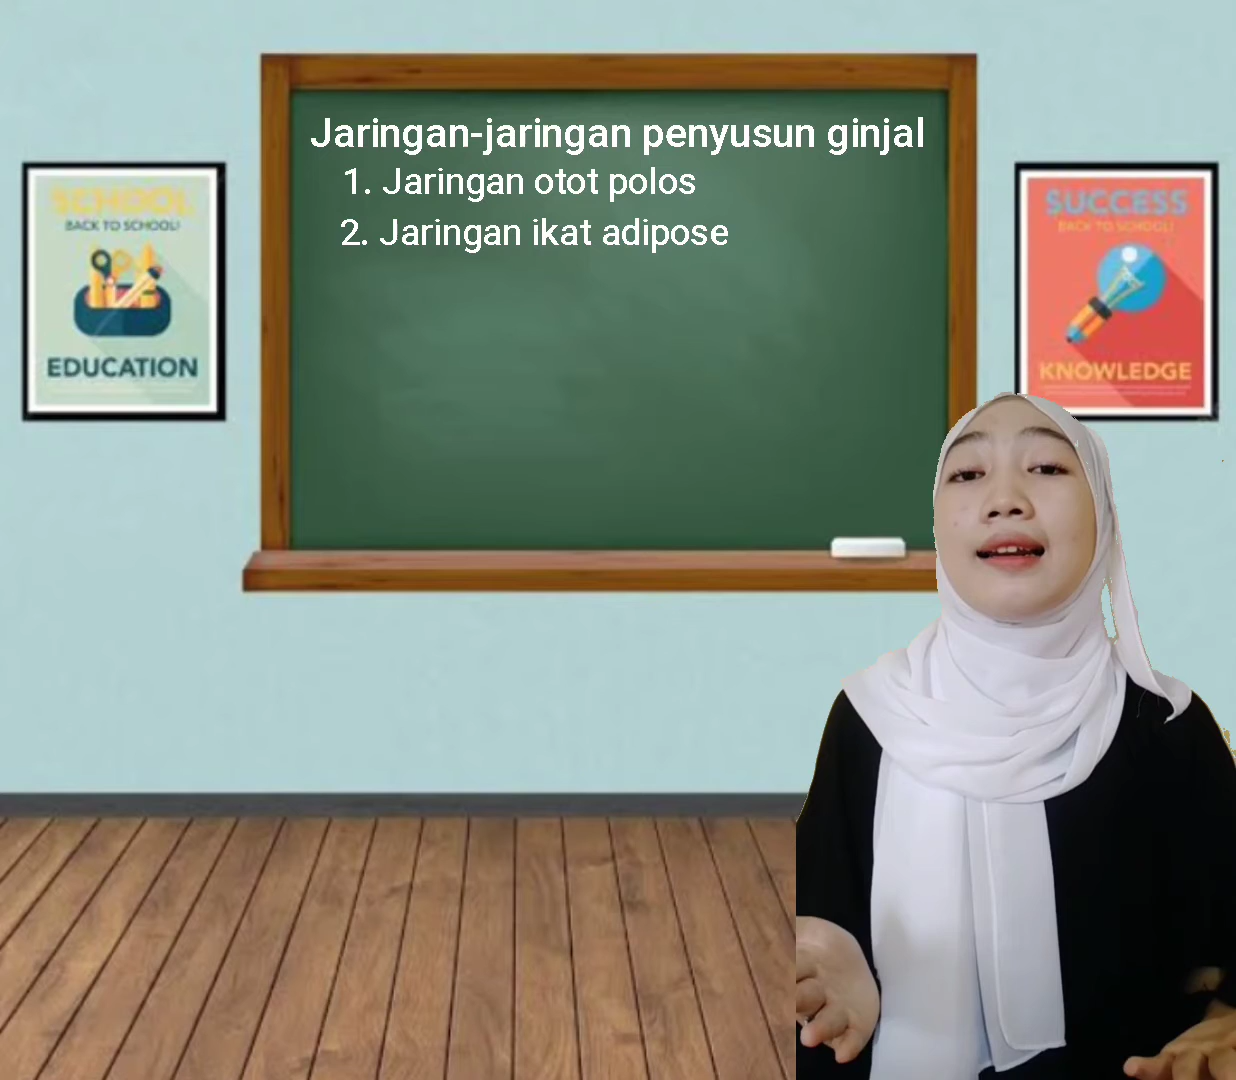 Jaringan-jaringan penyusun ginjal
1. Jaringan otot polos
2. Jaringan ikat adipose
SCHOOL
BACK TO SCHOOL!
EDUCATION
SUCCESS
BACK TO SCHOOL!
KNOWLEDGE